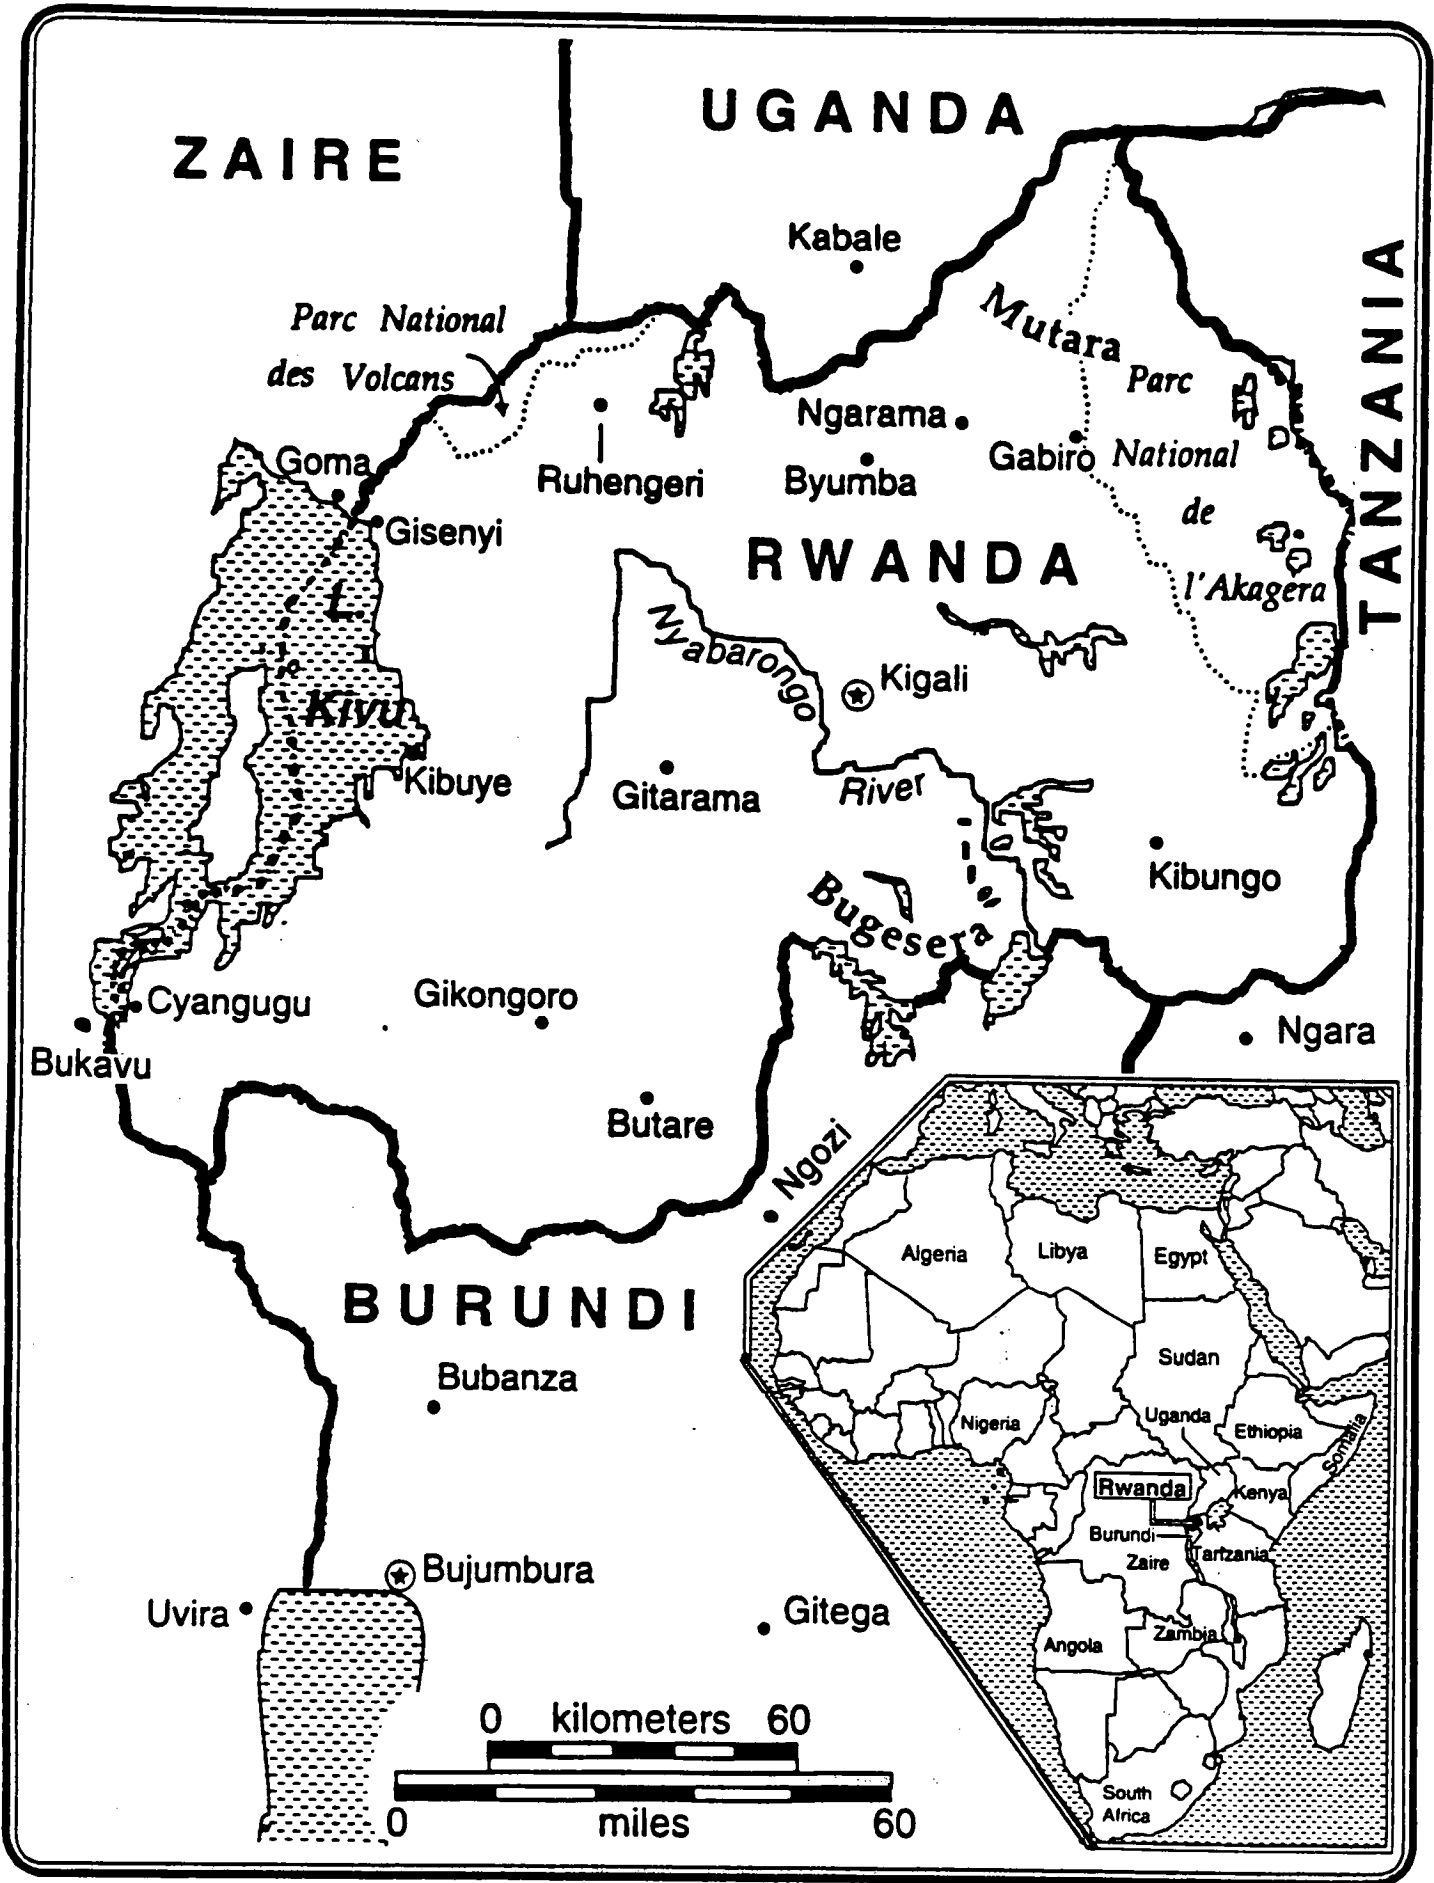 UGANDA
ZAIRE
Kabale
TANZANIA
Parc National
des Volcans
Mutara
Parc
National
de
l'Akagera
Ngarama
Goma
Ruhengeri
Byumba
Gabiro
Gisenyi
RWANDA
L.
Kivu
Nyabarongo
River
Kigali
Kibuye
Gitarama
Kibungo
Bugesera
Cyangugu
Gikongoro
Ngara
Bukavu
Butare
Ngozi
BURUNDI
Bubanza
Bujumbura
Uvira
Gitega
0 kilometers 60
0 miles 60
Algeria
Libya
Egypt
Sudan
Nigeria
Uganda
Ethiopia
Somalia
Rwanda
Kenya
Burundi
Zaire
Tanzania
Angola
Zambia
South
Africa